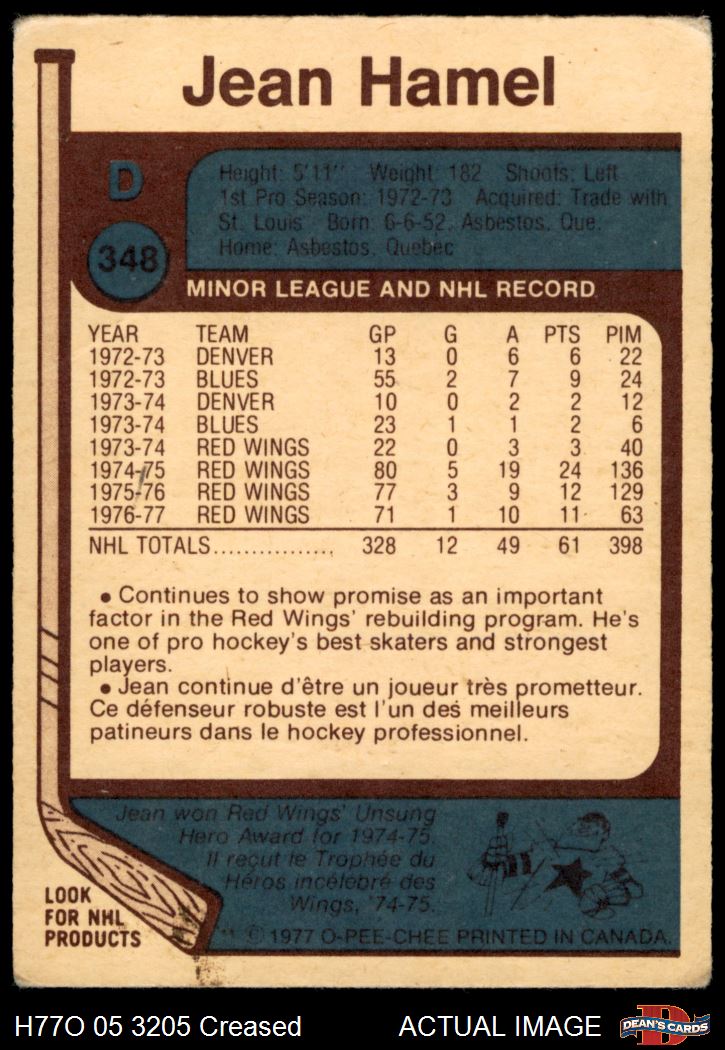 Jean Hamel
D
348
Height: 5'11" Weight: 182 Shoots: Left
1st Pro Season: 1972-73 Acquired: Trade with
St. Louis Born: 6-6-52, Asbestos, Que.
Home: Asbestos, Quebec
MINOR LEAGUE AND NHL RECORD
YEAR TEAM GP G A PTS PIM
1972-73 DENVER 13 0 6 6 22
1972-73 BLUES 55 2 7 9 24
1973-74 DENVER 10 0 2 2 12
1973-74 BLUES 23 1 1 2 6
1973-74 RED WINGS 22 0 3 3 40
1974-75 RED WINGS 80 5 19 24 136
1975-76 RED WINGS 77 3 9 12 129
1976-77 RED WINGS 71 1 10 11 63
NHL TOTALS................ 328 12 49 61 398
• Continues to show promise as an important
factor in the Red Wings' rebuilding program. He's
one of pro hockey's best skaters and strongest
players.
• Jean continue d'être un joueur très prometteur.
Ce défenseur robuste est l'un des meilleurs
patineurs dans le hockey professionnel.
Jean won Red Wings' Unsung
Hero Award for 1974-75.
Il reçut le Trophée du
Héros incélébré des
Wings, '74-75.
LOOK
FOR NHL
PRODUCTS
** © 1977 O-PEE-CHEE PRINTED IN CANADA.
H77O 05 3205 Creased ACTUAL IMAGE
D
DEAN'S CARDS